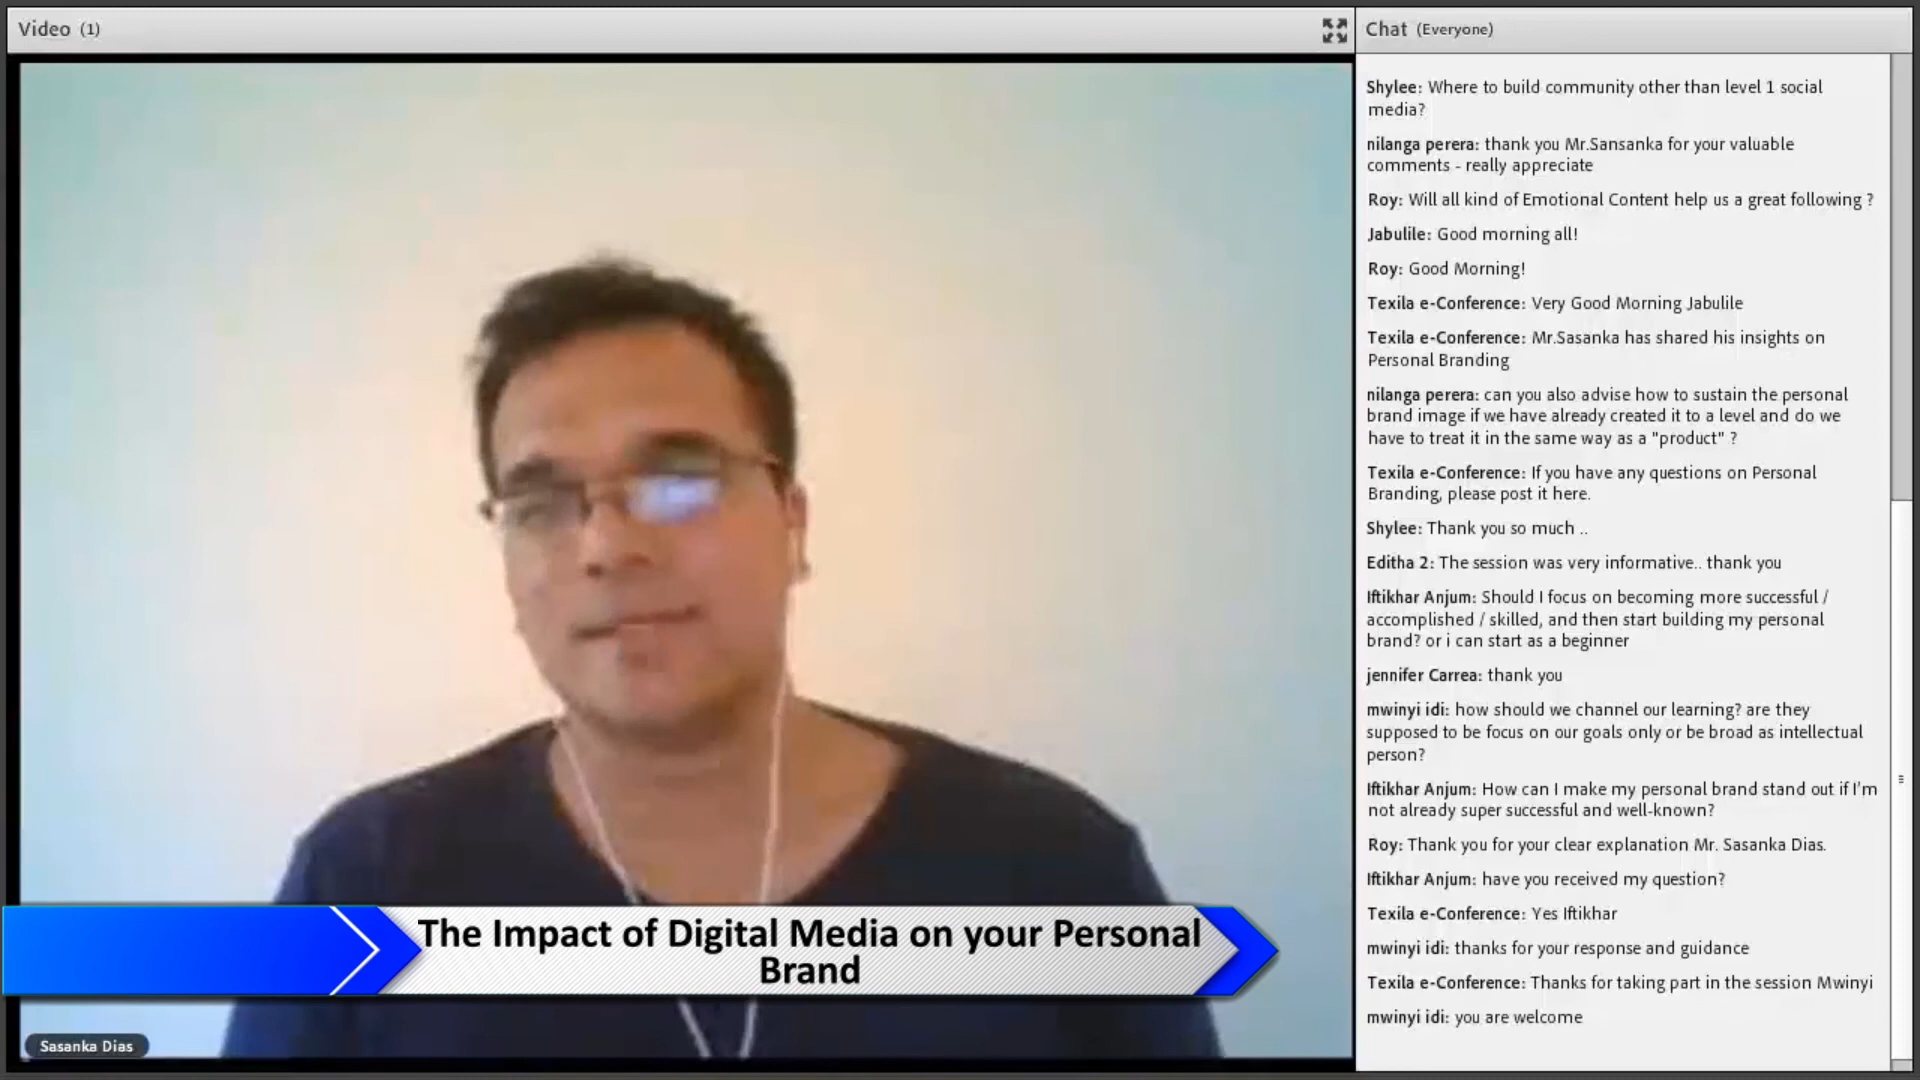 Video (1)
Chat (Everyone)
Shylee: Where to build community other than level 1 social
media?
nilanga perera: thank you Mr.Sansanka for your valuable
comments - really appreciate
Roy: Will all kind of Emotional Content help us a great following ?
Jabulile: Good morning all!
Roy: Good Morning!
Texila e-Conference: Very Good Morning Jabulile
Texila e-Conference: Mr.Sasanka has shared his insights on
Personal Branding
nilanga perera: can you also advise how to sustain the personal
brand image if we have already created it to a level and do we
have to treat it in the same way as a "product" ?
Texila e-Conference: If you have any questions on Personal
Branding, please post it here.
Shylee: Thank you so much ..
Editha 2: The session was very informative.. thank you
Iftikhar Anjum: Should I focus on becoming more successful /
accomplished / skilled, and then start building my personal
brand? or i can start as a beginner
jennifer Carrea: thank you
mwinyi idi: how should we channel our learning? are they
supposed to be focus on our goals only or be broad as intellectual
person?
Iftikhar Anjum: How can I make my personal brand stand out if I'm
not already super successful and well-known?
Roy: Thank you for your clear explanation Mr. Sasanka Dias.
Iftikhar Anjum: have you received my question?
Texila e-Conference: Yes Iftikhar
mwinyi idi: thanks for your response and guidance
Texila e-Conference: Thanks for taking part in the session Mwinyi
mwinyi idi: you are welcome
The Impact of Digital Media on your Personal
Brand
Sasanka Dias